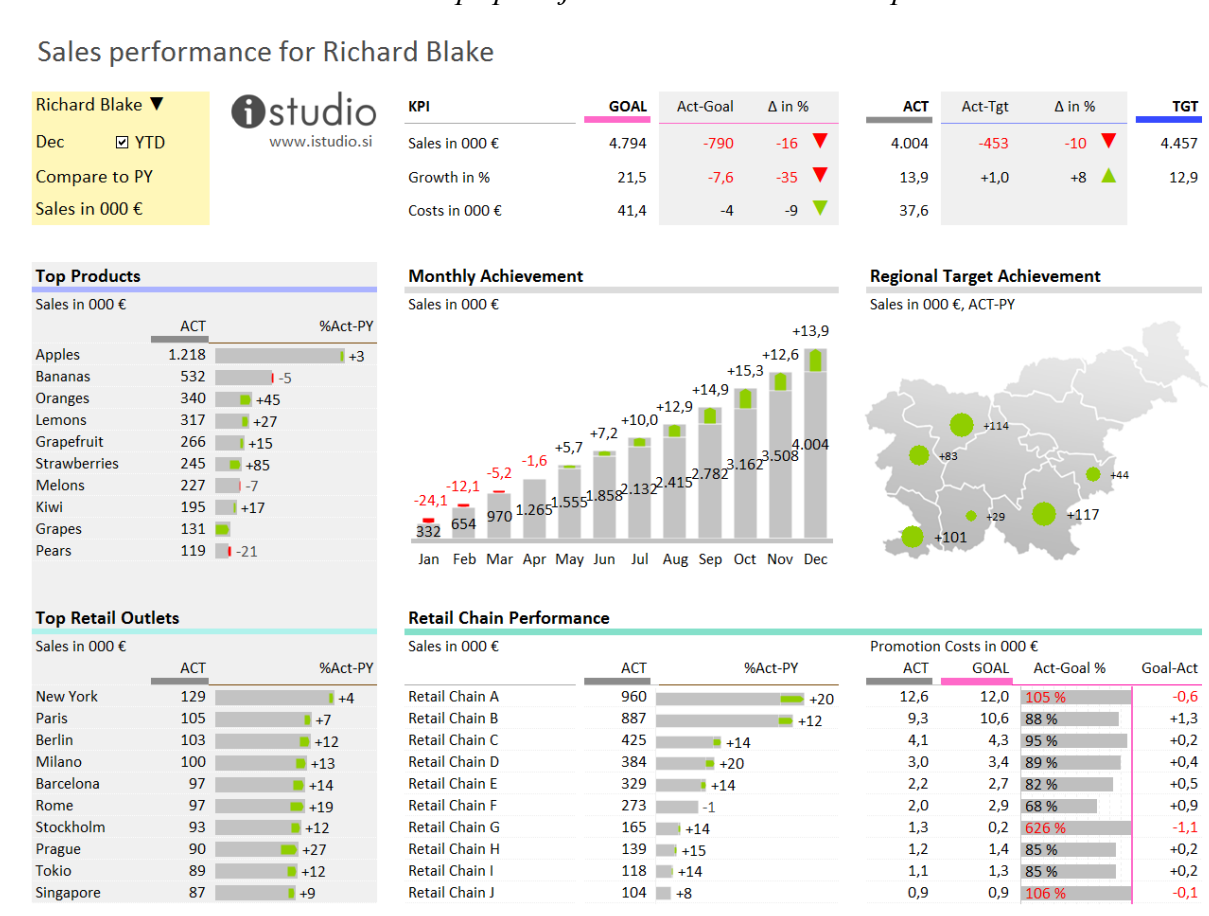 Sales performance for Richard Blake
Richard Blake ▼
Dec ☑ YTD
Compare to PY
Sales in 000 €
istudio
www.istudio.si
KPI GOAL Act-Goal Δ in % ACT Act-Tgt Δ in % TGT
Sales in 000 € 4.794 -790 -16 ▼ 4.004 -453 -10 ▼ 4.457
Growth in % 21,5 -7,6 -35 ▼ 13,9 +1,0 +8 ▲ 12,9
Costs in 000 € 41,4 -4 -9 ▼ 37,6
Top Products
Sales in 000 €
ACT %Act-PY
Apples 1.218 +3
Bananas 532 -5
Oranges 340 +45
Lemons 317 +27
Grapefruit 266 +15
Strawberries 245 +85
Melons 227 -7
Kiwi 195 +17
Grapes 131
Pears 119 -21
Monthly Achievement
Sales in 000 €
-24,1 -12,1 -5,2 -1,6 +5,7 +7,2 +10,0 +12,9 +14,9 +15,3 +12,6 +13,9
332 654 970 1.265 1.555 1.858 2.132 2.415 2.782 3.162 3.508 4.004
Jan Feb Mar Apr May Jun Jul Aug Sep Oct Nov Dec
Regional Target Achievement
Sales in 000 €, ACT-PY
+114
+83
+44
+29
+117
+101
Top Retail Outlets
Sales in 000 €
ACT %Act-PY
New York 129 +4
Paris 105 +7
Berlin 103 +12
Milano 100 +13
Barcelona 97 +14
Rome 97 +19
Stockholm 93 +12
Prague 90 +27
Tokio 89 +12
Singapore 87 +9
Retail Chain Performance
Sales in 000 € Promotion Costs in 000 €
ACT %Act-PY ACT GOAL Act-Goal % Goal-Act
Retail Chain A 960 +20 12,6 12,0 105 % -0,6
Retail Chain B 887 +12 9,3 10,6 88 % +1,3
Retail Chain C 425 +14 4,1 4,3 95 % +0,2
Retail Chain D 384 +20 3,0 3,4 89 % +0,4
Retail Chain E 329 +14 2,2 2,7 82 % +0,5
Retail Chain F 273 -1 2,0 2,9 68 % +0,9
Retail Chain G 165 +14 1,3 0,2 626 % -1,1
Retail Chain H 139 +15 1,2 1,4 85 % +0,2
Retail Chain I 118 +14 1,1 1,3 85 % +0,2
Retail Chain J 104 +8 0,9 0,9 106 % -0,1